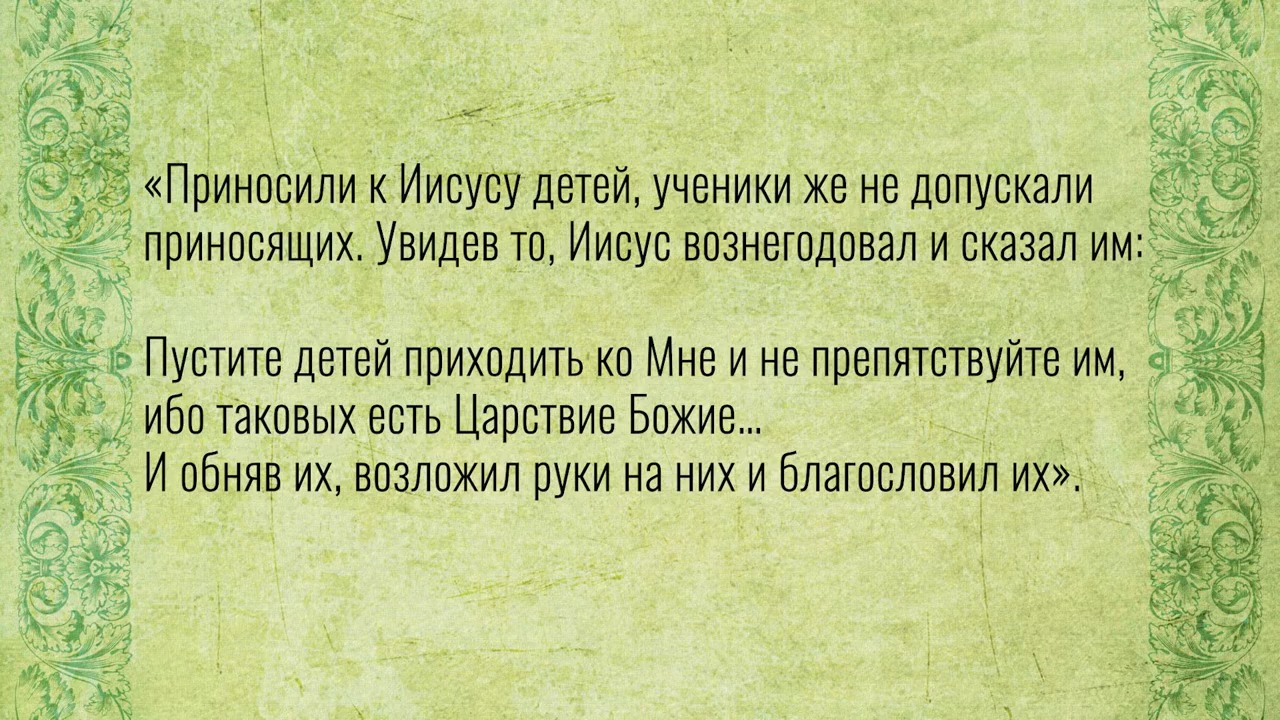 «Приносили к Иисусу детей, ученики же не допускали
приносящих. Увидев то, Иисус вознегодовал и сказал им:
Пустите детей приходить ко Мне и не препятствуйте им,
ибо таковых есть Царствие Божие...
И обняв их, возложил руки на них и благословил их».